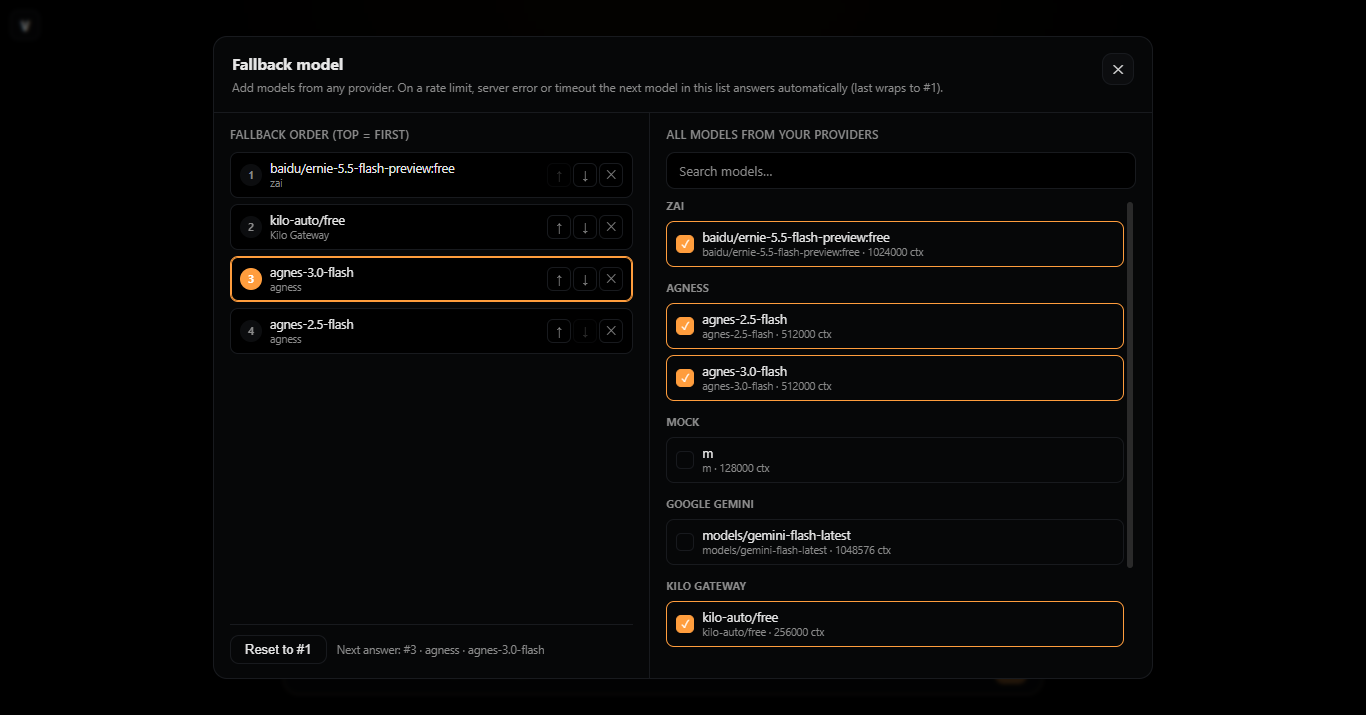 Fallback model
Add models from any provider. On a rate limit, server error or timeout the next model in this list answers automatically (last wraps to #1).
FALLBACK ORDER (TOP = FIRST)
1
baidu/ernie-5.5-flash-preview:free
zai
2
kilo-auto/free
Kilo Gateway
3
agnes-3.0-flash
agness
4
agnes-2.5-flash
agness
Reset to #1
Next answer: #3 · agness · agnes-3.0-flash
ALL MODELS FROM YOUR PROVIDERS
Search models...
ZAI
baidu/ernie-5.5-flash-preview:free
baidu/ernie-5.5-flash-preview:free · 1024000 ctx
AGNESS
agnes-2.5-flash
agnes-2.5-flash · 512000 ctx
agnes-3.0-flash
agnes-3.0-flash · 512000 ctx
MOCK
m
m · 128000 ctx
GOOGLE GEMINI
models/gemini-flash-latest
models/gemini-flash-latest · 1048576 ctx
KILO GATEWAY
kilo-auto/free
kilo-auto/free · 256000 ctx